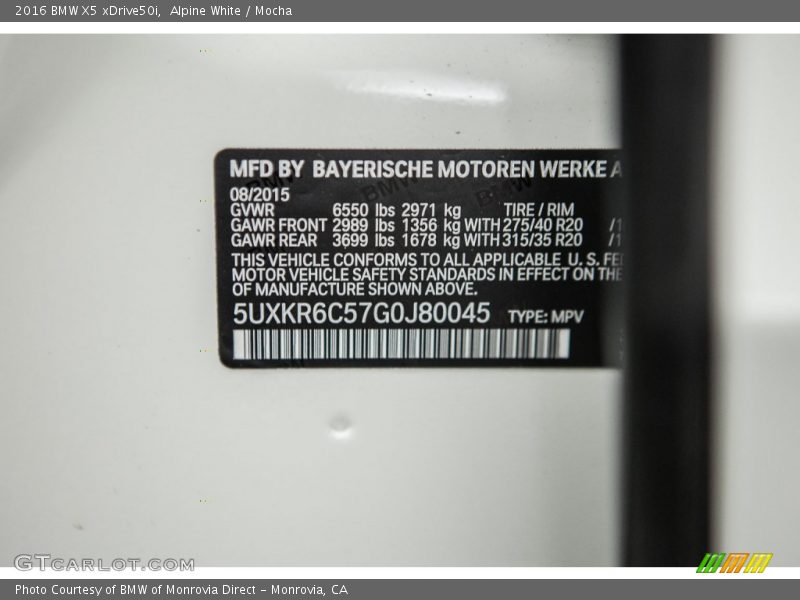 2016 BMW X5 xDrive50i, Alpine White / Mocha
MFD BY BAYERISCHE MOTOREN WERKE A
08/2015
GVWR 6550 lbs 2971 kg TIRE / RIM
GAWR FRONT 2989 lbs 1356 kg WITH 275/40 R20 /1
GAWR REAR 3699 lbs 1678 kg WITH 315/35 R20 /1
THIS VEHICLE CONFORMS TO ALL APPLICABLE U. S. FE
MOTOR VEHICLE SAFETY STANDARDS IN EFFECT ON THE
OF MANUFACTURE SHOWN ABOVE.
5UXKR6C57G0J80045 TYPE: MPV
GTCARLOT.COM
Photo Courtesy of BMW of Monrovia Direct - Monrovia, CA